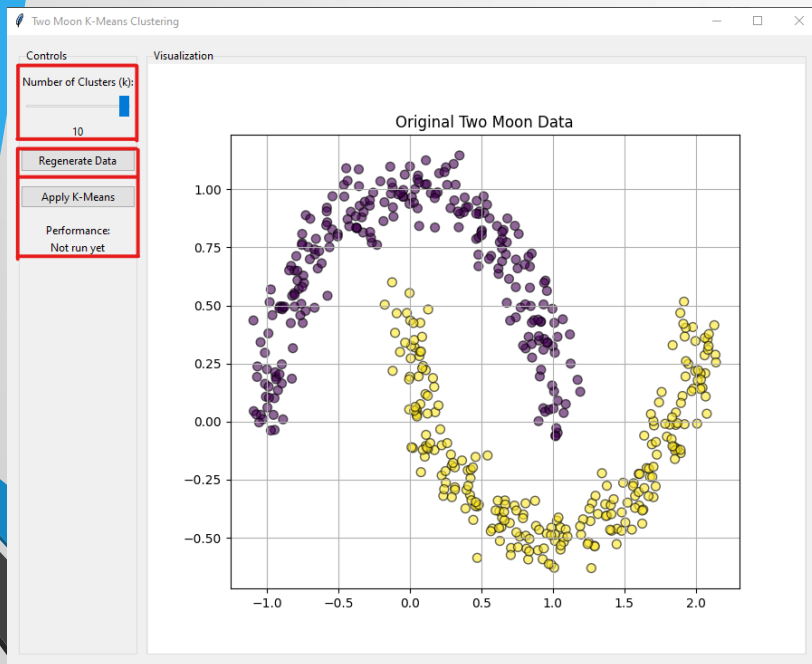 Two Moon K-Means Clustering
Controls
Number of Clusters (k):
10
Regenerate Data
Apply K-Means
Performance:
Not run yet
Visualization
Original Two Moon Data
1.00
0.75
0.50
0.25
0.00
−0.25
−0.50
−1.0 −0.5 0.0 0.5 1.0 1.5 2.0